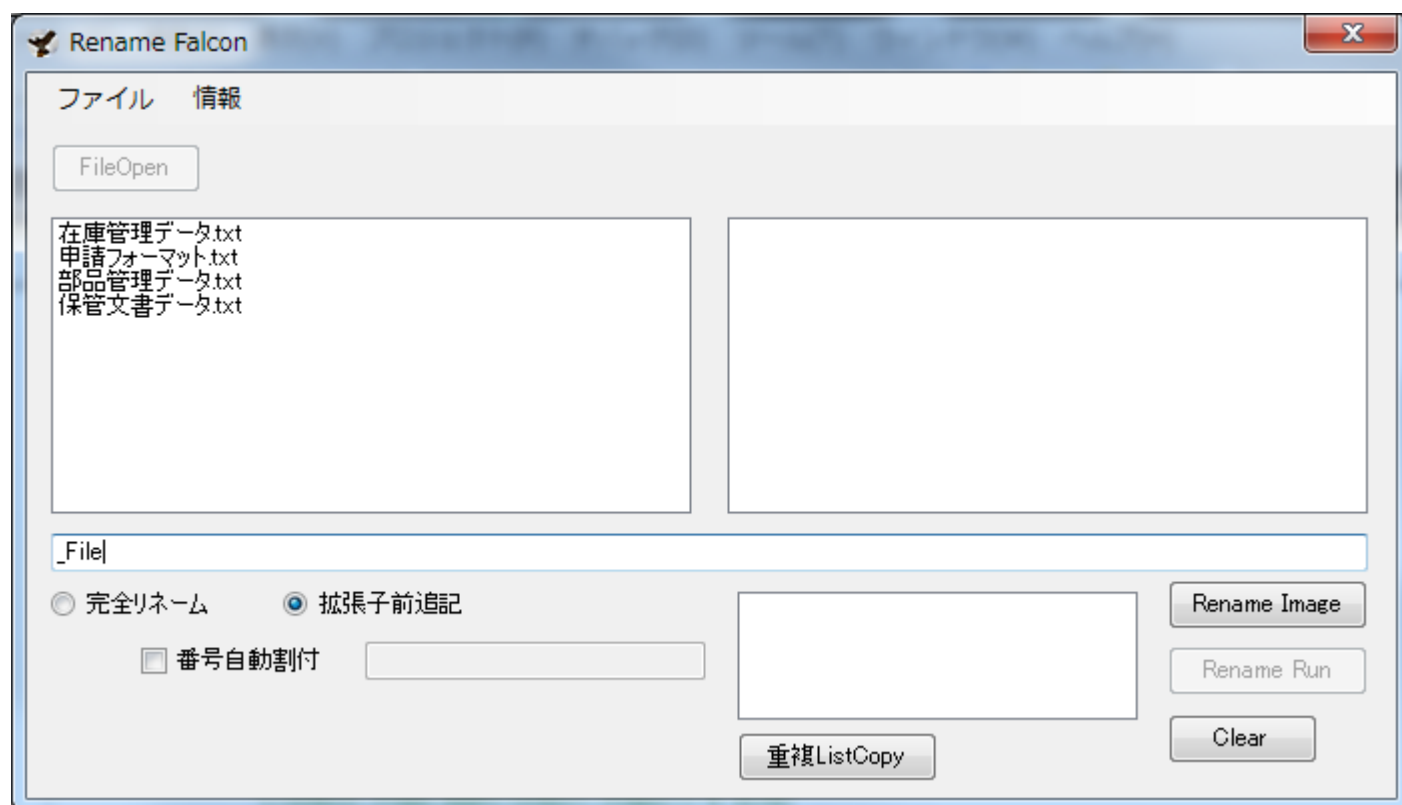 Rename Falcon
ファイル 情報
FileOpen
在庫管理データ.txt
申請フォーマット.txt
部品管理データ.txt
保管文書データ.txt
_File
完全リネーム 拡張子前追記
Rename Image
番号自動割付
Rename Run
Clear
重複ListCopy